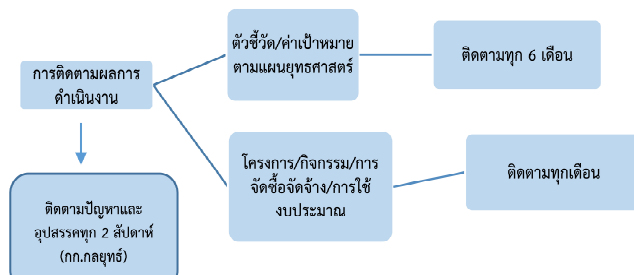 การติดตามผลการ
ดำเนินงาน
ตัวชี้วัด/ค่าเป้าหมาย
ตามแผนยุทธศาสตร์
ติดตามทุก 6 เดือน
โครงการ/กิจกรรม/การ
จัดซื้อจัดจ้าง/การใช้
งบประมาณ
ติดตามทุกเดือน
ติดตามปัญหาและ
อุปสรรคทุก 2 สัปดาห์
(กก.กลยุทธ์)